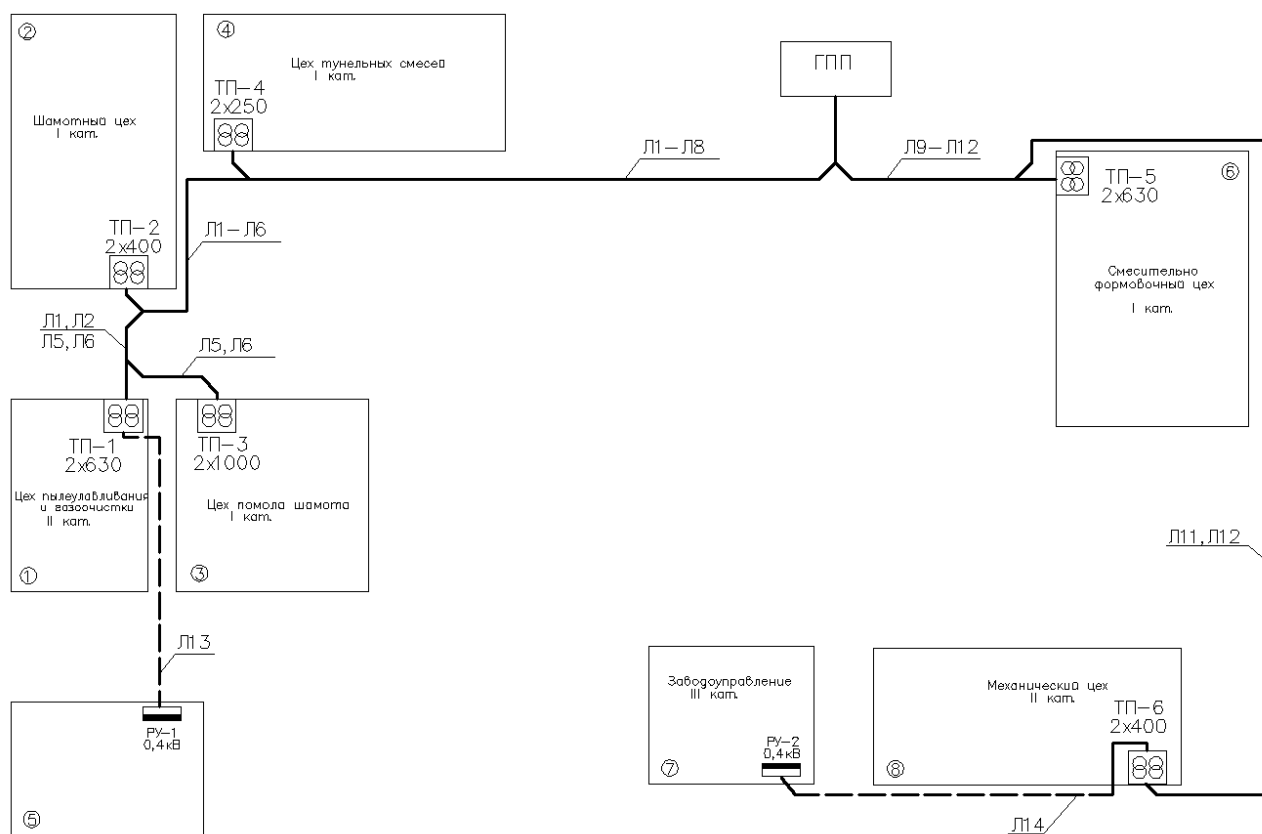 ②
Шамотный цех
I кат.
ТП-2
2х400
④
Цех тунельных смесей
I кат.
ТП-4
2х250
ГПП
Л1-Л8
Л9-Л12
Л1-Л6
ТП-5
2х630
⑥
Смесительно
формовочный цех
I кат.
Л1,Л2
Л5,Л6
Л5,Л6
ТП-1
2х630
Цех пылеулавливания
и газоочистки
II кат.
①
ТП-3
2х1000
Цех помола шамота
I кат.
③
Л11,Л12
Л13
РУ-1
0,4кВ
⑤
Заводоуправление
III кат.
РУ-2
0,4кВ
⑦
Механический цех
II кат.
ТП-6
2х400
⑧
Л14